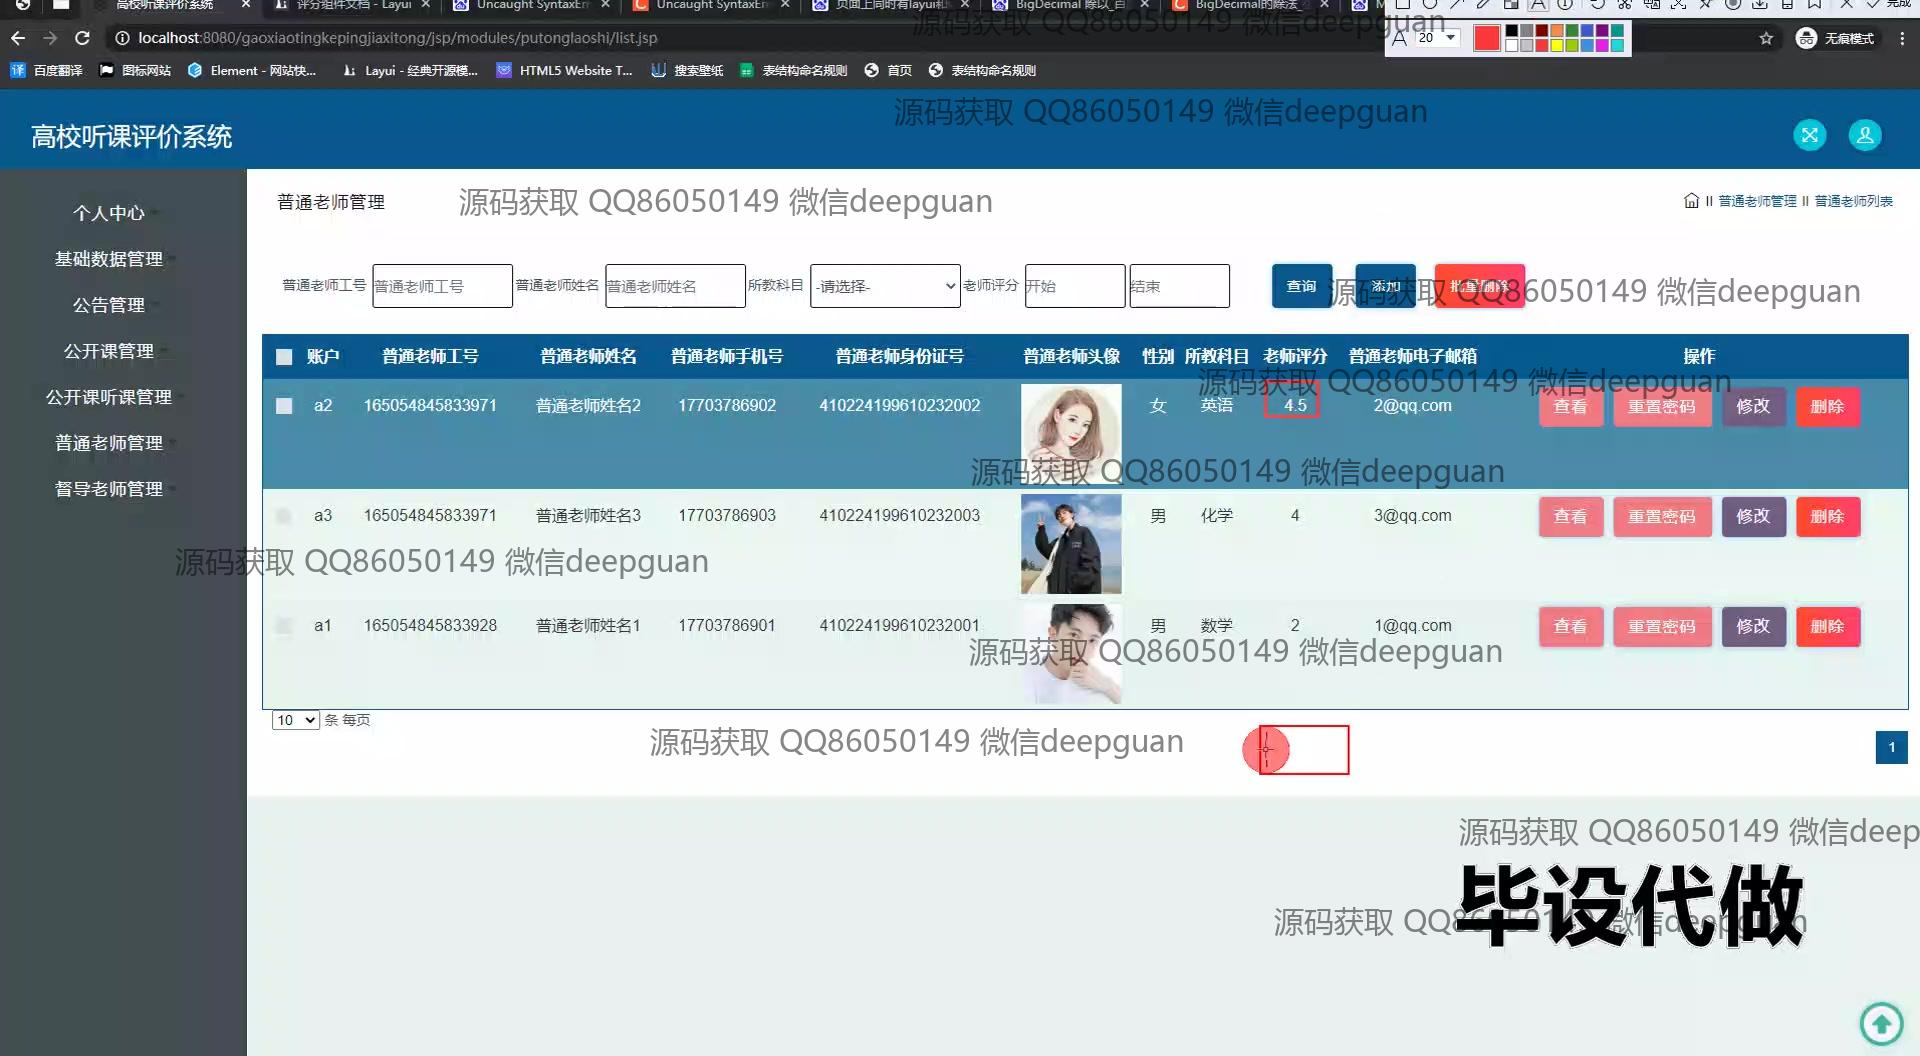 高校听课评价系统
评分组件文档 - Layui
Uncaught SyntaxEr
Uncaught SyntaxEr
页面上同时有layui和
BigDecimal 除以_百
BigDecimal的除法_
完成
localhost:8080/gaoxiaotingkepingjiaxitong/jsp/modules/putonglaoshi/list.jsp
20
无痕模式
百度翻译 图标网站 Element - 网站快... Layui - 经典开源模... HTML5 Website T... 搜索壁纸 表结构命名规则 首页 表结构命名规则
源码获取 QQ86050149 微信deepguan
源码获取 QQ86050149 微信deepguan
高校听课评价系统
个人中心
基础数据管理
公告管理
公开课管理
公开课听课管理
普通老师管理
督导老师管理
普通老师管理
源码获取 QQ86050149 微信deepguan
II 普通老师管理 II 普通老师列表
普通老师工号 普通老师工号 普通老师姓名 普通老师姓名 所教科目 -请选择- 老师评分 开始 结束 查询 添加 批量删除
源码获取 QQ86050149 微信deepguan
账户 普通老师工号 普通老师姓名 普通老师手机号 普通老师身份证号 普通老师头像 性别 所教科目 老师评分 普通老师电子邮箱 操作
源码获取 QQ86050149 微信deepguan
a2 165054845833971 普通老师姓名2 17703786902 410224199610232002 女 英语 4.5 2@qq.com 查看 重置密码 修改 删除
源码获取 QQ86050149 微信deepguan
a3 165054845833971 普通老师姓名3 17703786903 410224199610232003 男 化学 4 3@qq.com 查看 重置密码 修改 删除
源码获取 QQ86050149 微信deepguan
a1 165054845833928 普通老师姓名1 17703786901 410224199610232001 男 数学 2 1@qq.com 查看 重置密码 修改 删除
源码获取 QQ86050149 微信deepguan
10 条 每页
源码获取 QQ86050149 微信deepguan
1
源码获取 QQ86050149 微信deep
毕设代做
源码获取 QQ86050149 微信deepguan